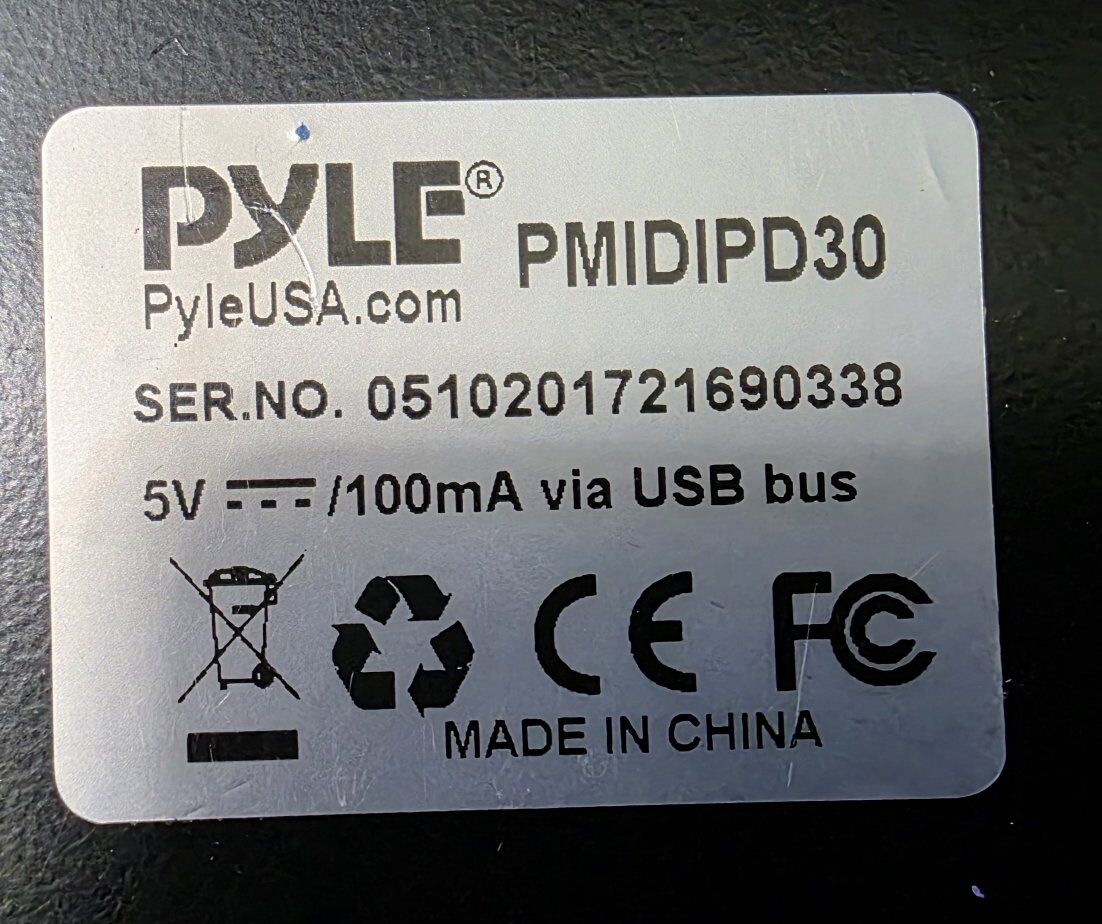 PYLE® PMIDIPD30
PyleUSA.com
SER.NO. 0510201721690338
5V ⎓ /100mA via USB bus
CE FC
MADE IN CHINA